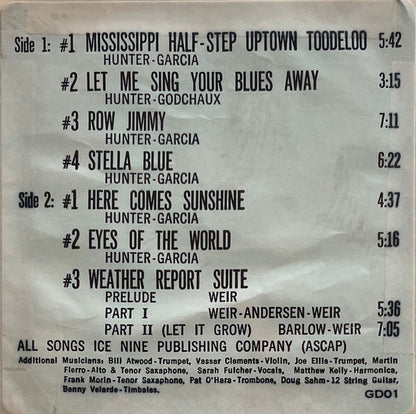 Side 1: #1 MISSISSIPPI HALF-STEP UPTOWN TOODELOO 5:42
HUNTER-GARCIA
#2 LET ME SING YOUR BLUES AWAY 3:15
HUNTER-GODCHAUX
#3 ROW JIMMY 7:11
HUNTER-GARCIA
#4 STELLA BLUE 6:22
HUNTER-GARCIA
Side 2: #1 HERE COMES SUNSHINE 4:37
HUNTER-GARCIA
#2 EYES OF THE WORLD 5:16
HUNTER-GARCIA
#3 WEATHER REPORT SUITE
PRELUDE WEIR
PART I WEIR-ANDERSEN-WEIR 5:36
PART II (LET IT GROW) BARLOW-WEIR 7:05
ALL SONGS ICE NINE PUBLISHING COMPANY (ASCAP)
Additional Musicians: Bill Atwood-Trumpet, Vassar Clements-Violin, Joe Ellis-Trumpet, Martin
Fierro-Alto & Tenor Saxophone, Sarah Fulcher-Vocals, Matthew Kelly-Harmonica,
Frank Morin-Tenor Saxophone, Pat O'Hara-Trombone, Doug Sahm-12 String Guitar,
Benny Velarde-Timbales.
GD01